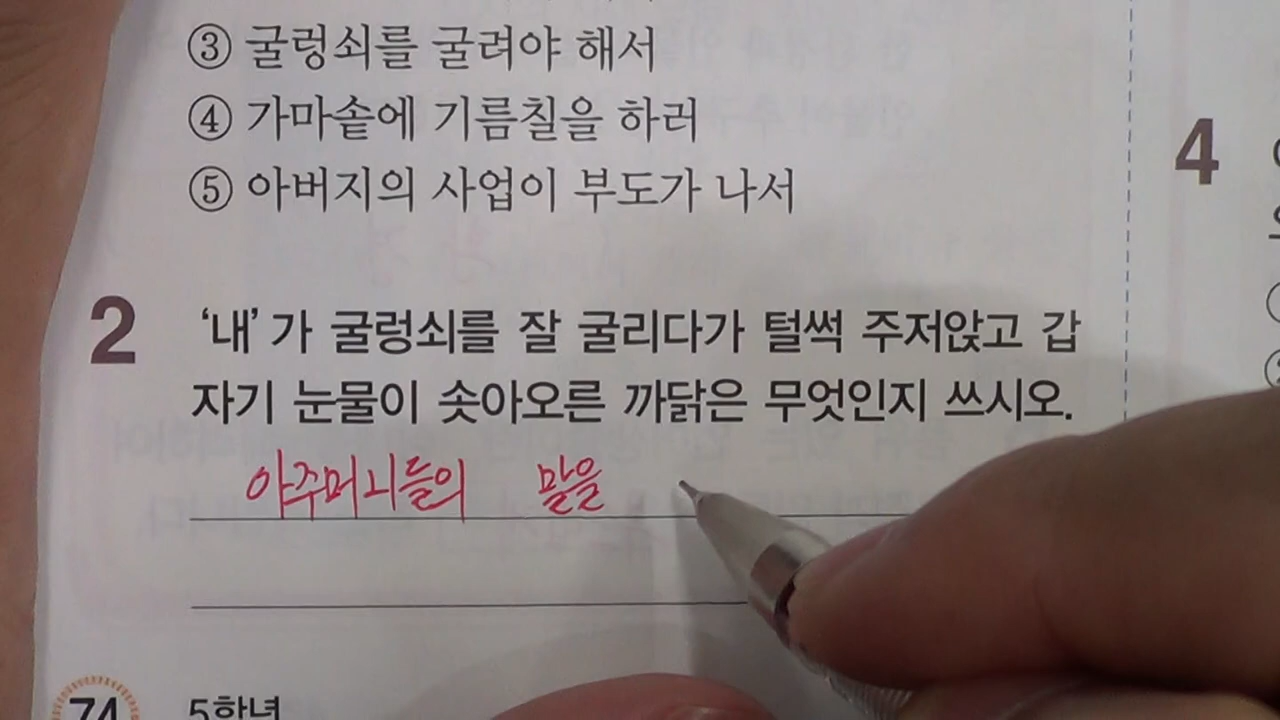 ③ 굴렁쇠를 굴려야 해서
④ 가마솥에 기름칠을 하러
⑤ 아버지의 사업이 부도가 나서
2 ‘내’가 굴렁쇠를 잘 굴리다가 털썩 주저앉고 갑
자기 눈물이 솟아오른 까닭은 무엇인지 쓰시오.
아주머니들의 말을
74 5학년
4